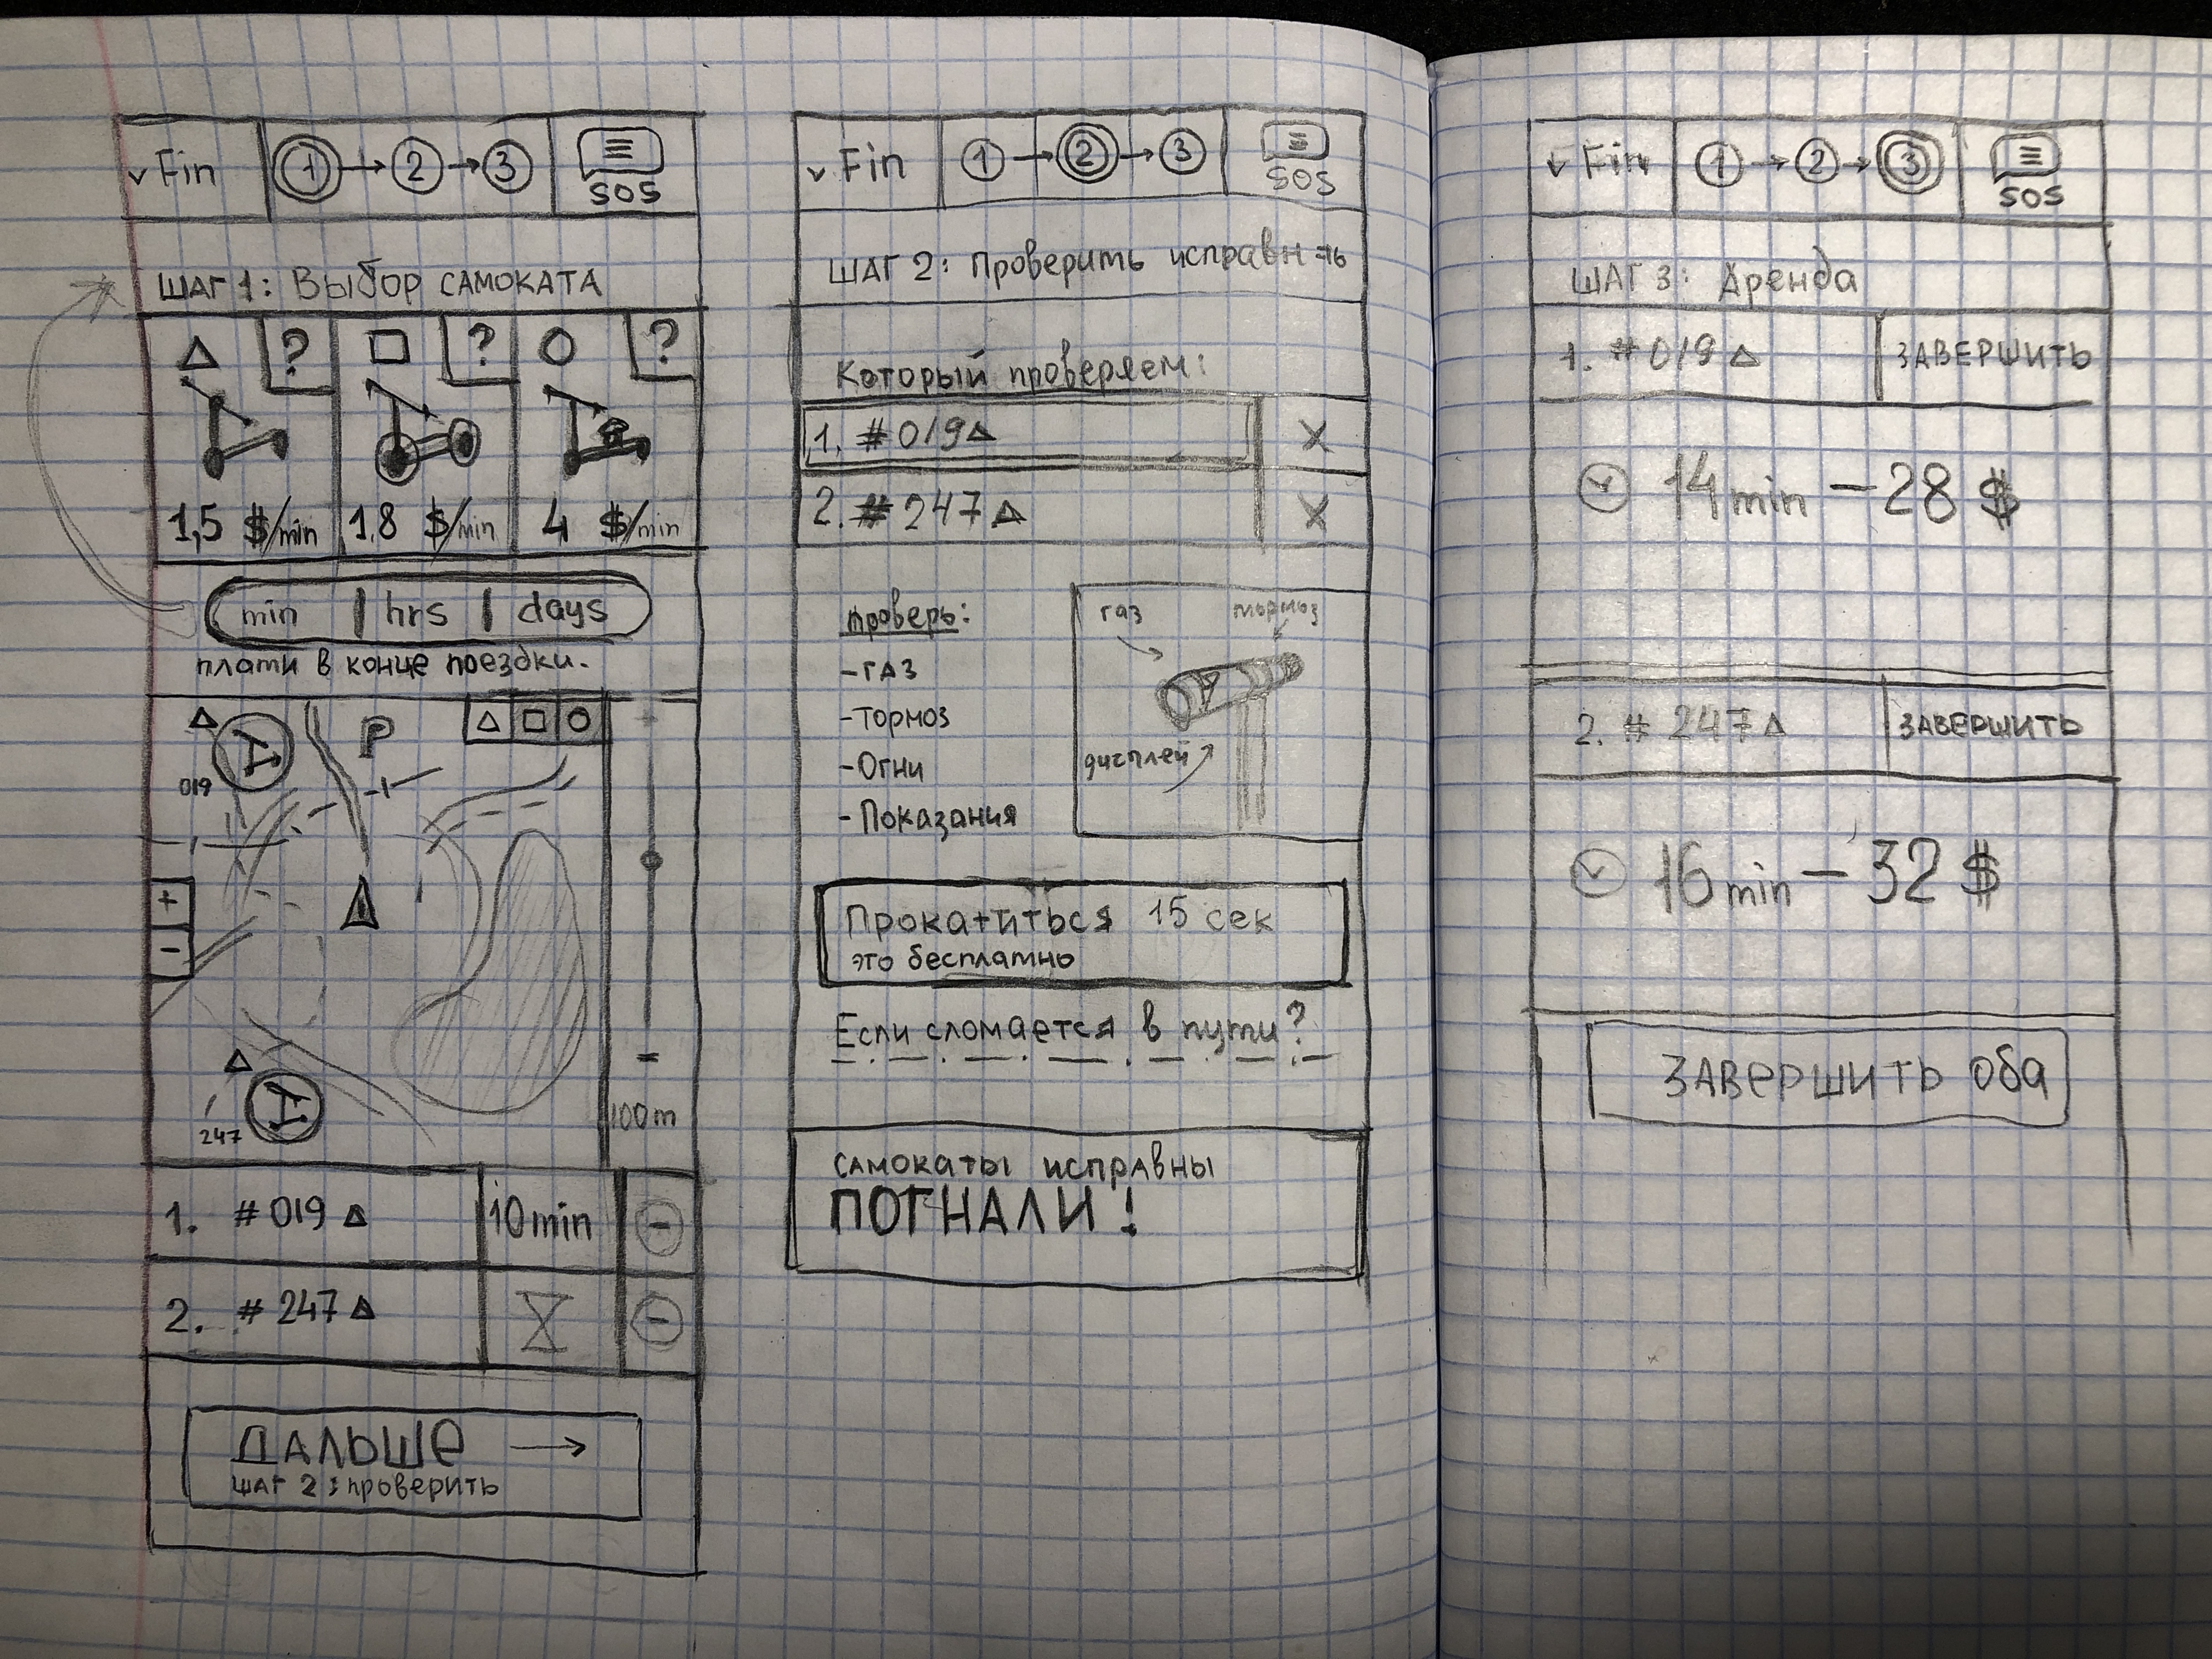 Fin 1 → 2 → 3 SOS
ШАГ 1: Выбор самоката
△ ? □ ? ○ ?
1,5 $/min 1,8 $/min 4 $/min
min | hrs | days
плоти в конце поездки.
△ □ ○
019 P
+
-
247
100 m
1. #019 △ 10 min -
2. #247 △ -
ДАЛЬШЕ →
шаг 2: проверить
Fin 1 → 2 → 3 SOS
ШАГ 2: Проверить исправн-ть
Который проверяем:
1. #019 △ X
2. #247 △ X
Проверь:
-газ
-Тормоз
-Огни
-Показания
газ тормоз
дисплей
Прокатиться 15 сек
это бесплатно
Если сломается в пути?
самокаты исправны
ПОГНАЛИ!
Fin 1 → 2 → 3 SOS
ШАГ 3: Аренда
1. #019 △ ЗАВЕРШИТЬ
14 min — 28 $
2. #247 △ ЗАВЕРШИТЬ
16 min — 32 $
ЗАВЕРШИТЬ ОБА